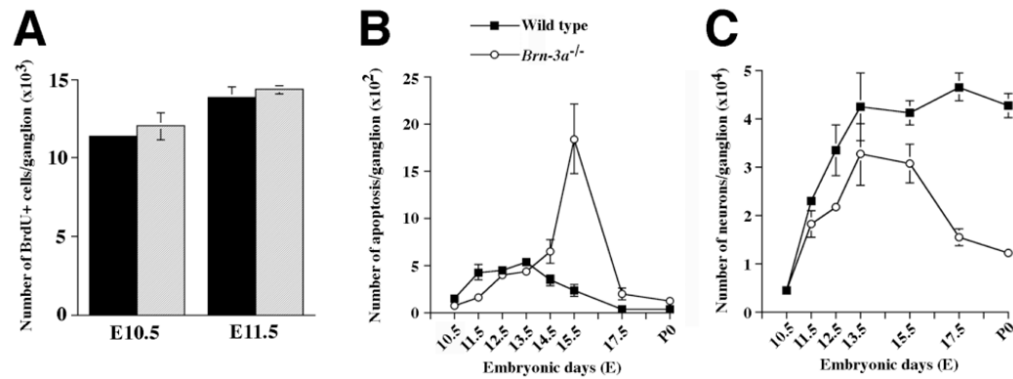 A
Number of BrdU+ cells/ganglion (x10³)
15
10
5
0
E10.5
E11.5
B
Wild type
Brn-3a-/-
Number of apoptosis/ganglion (x10²)
25
20
15
10
5
0
10.5
11.5
12.5
13.5
14.5
15.5
17.5
P0
Embryonic days (E)
C
Number of neurons/ganglion (x10⁴)
5
4
3
2
1
0
10.5
11.5
12.5
13.5
15.5
17.5
P0
Embryonic days (E)